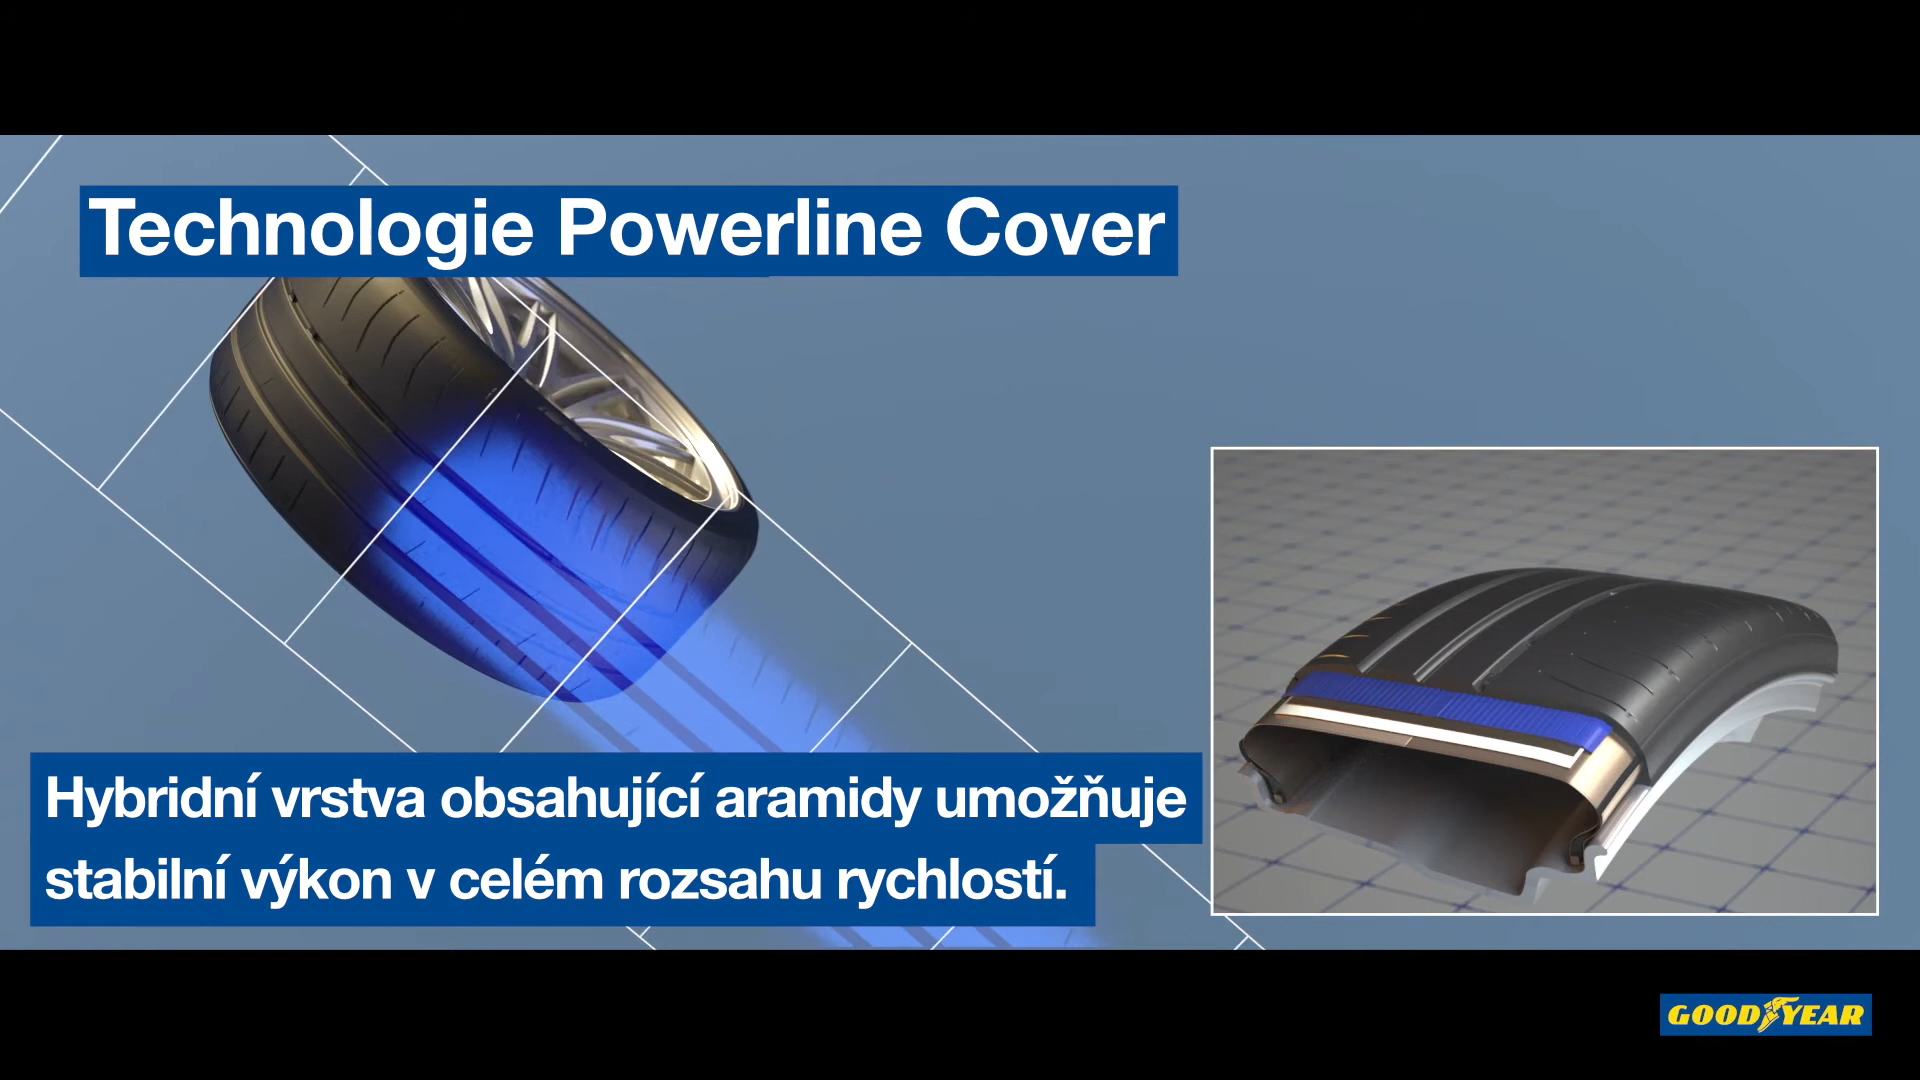 Technologie Powerline Cover
Hybridní vrstva obsahující aramidy umožňuje
stabilní výkon v celém rozsahu rychlostí.
GOODYEAR